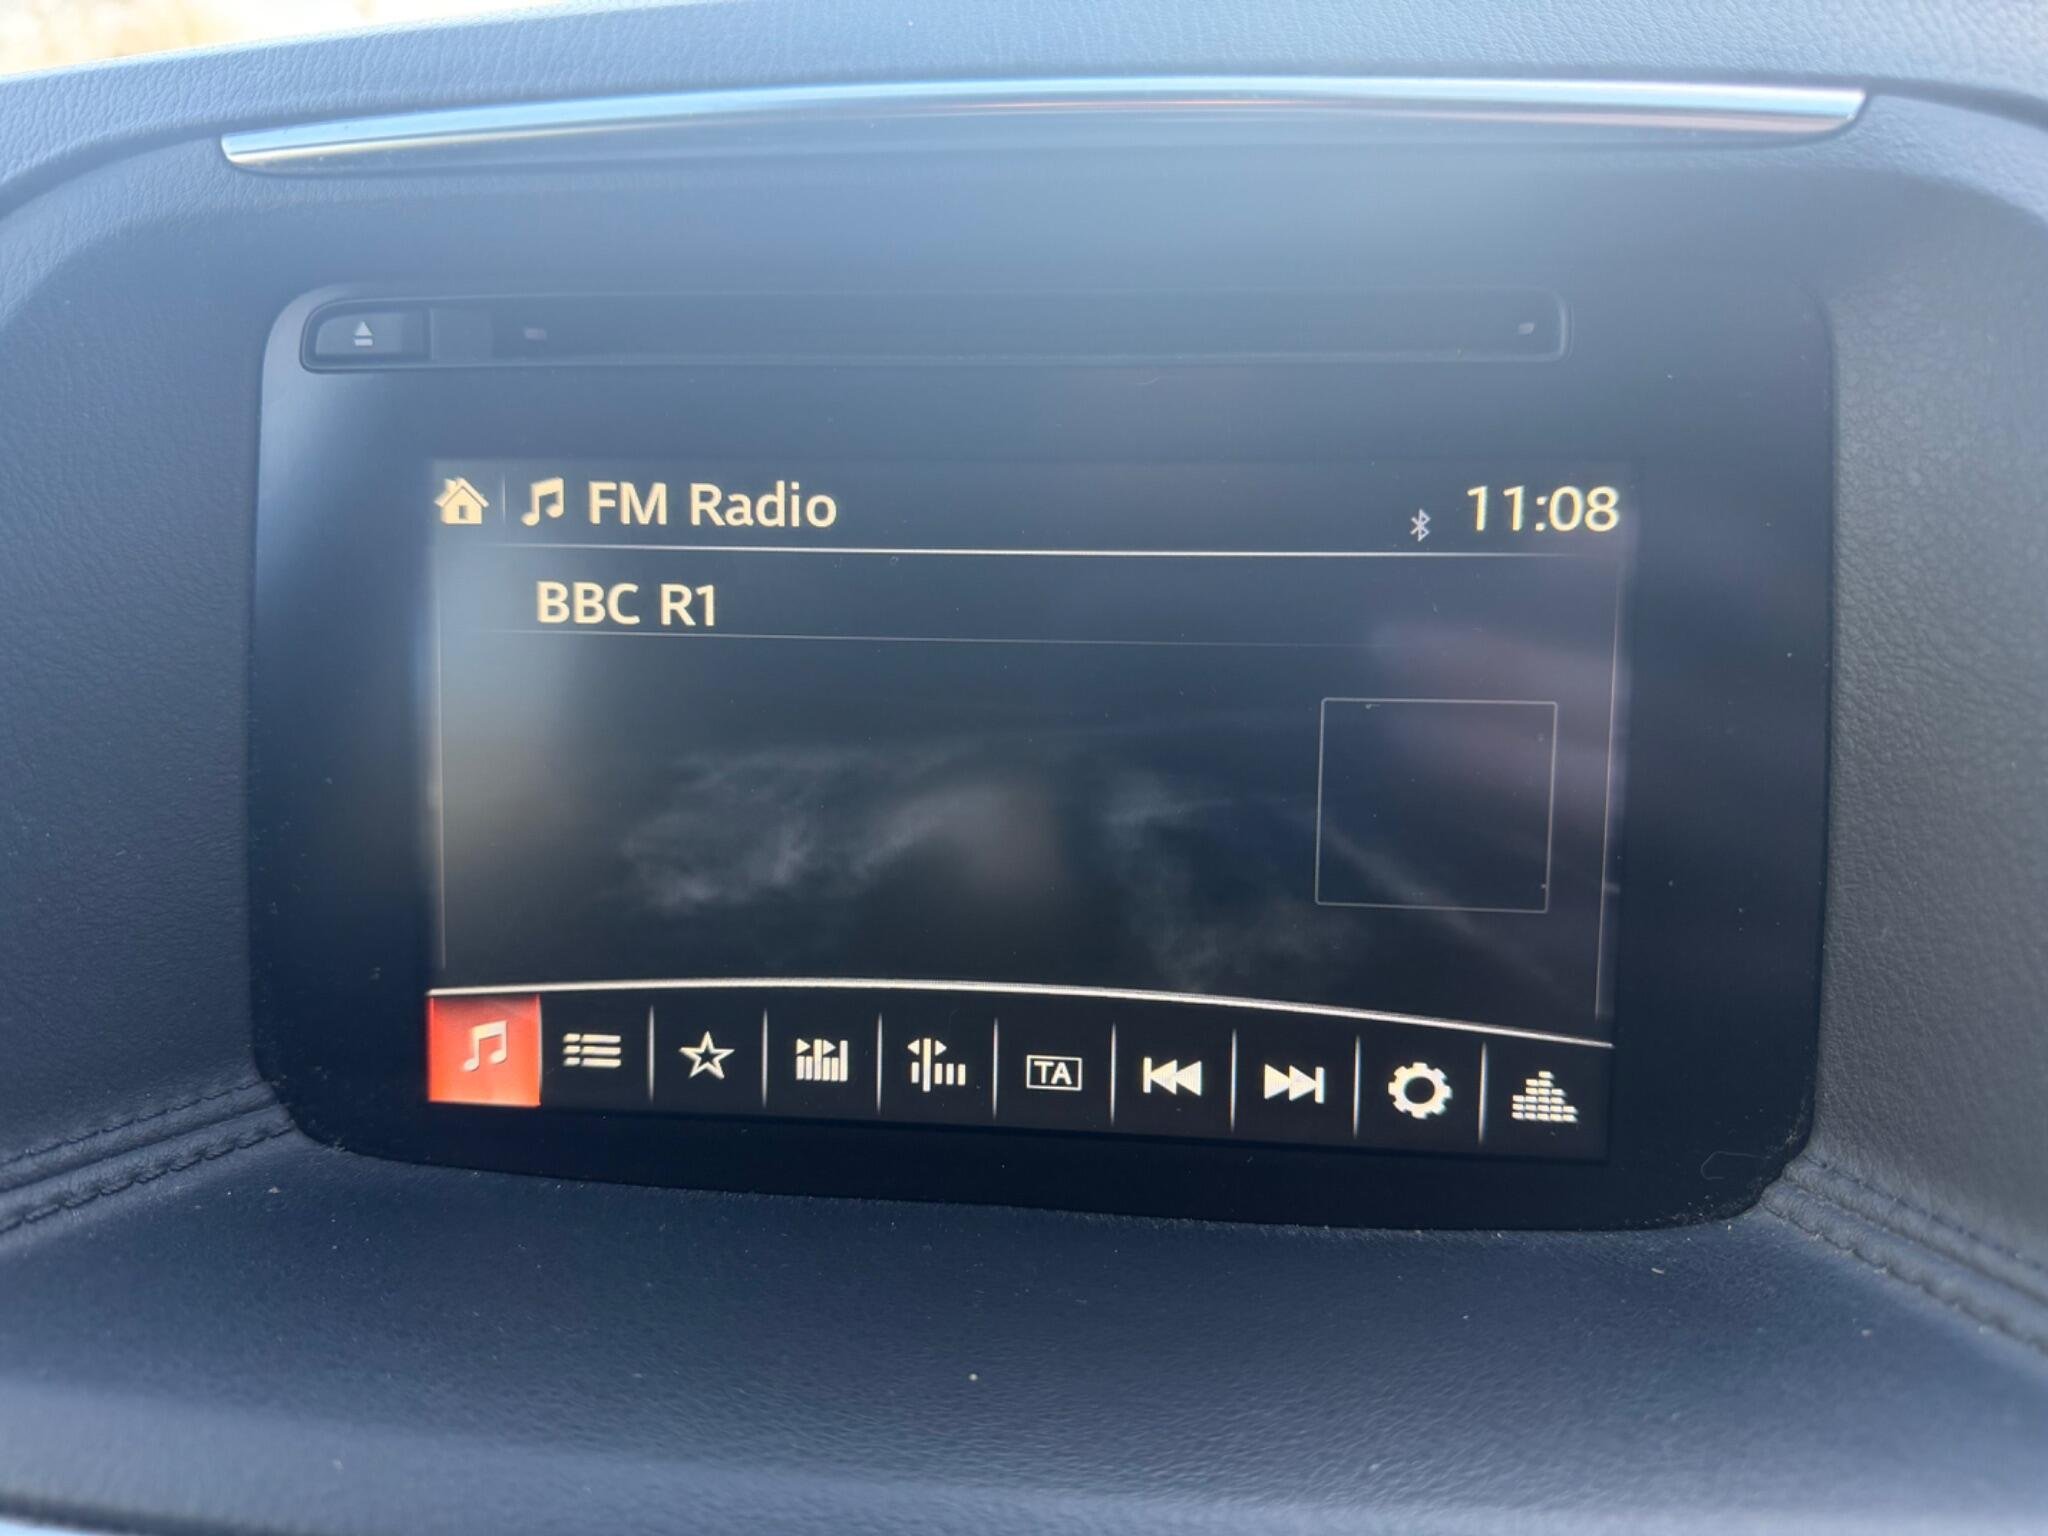 FM Radio
11:08
BBC R1
TA